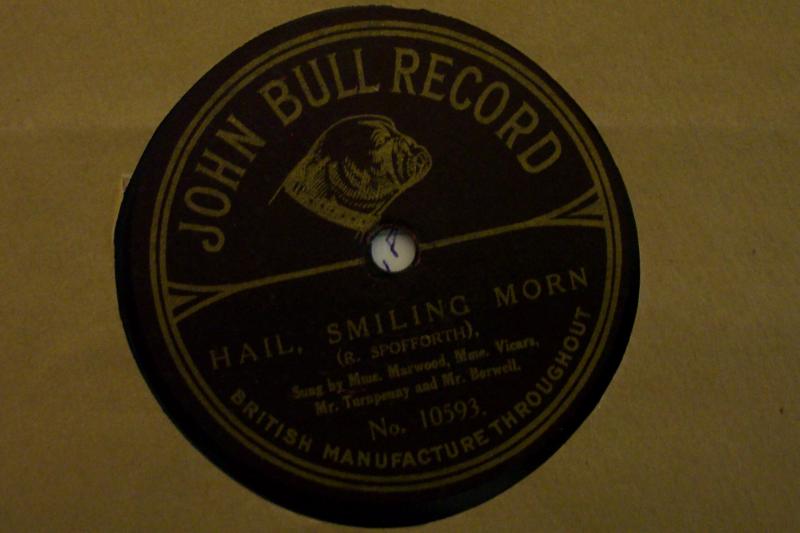 JOHN BULL RECORD
HAIL, SMILING MORN
(R. SPOFFORTH),
Sung by Mme. Marwood, Mme. Vicars,
Mr. Turnpenny and Mr. Borwell.
No. 10593.
BRITISH MANUFACTURE THROUGHOUT